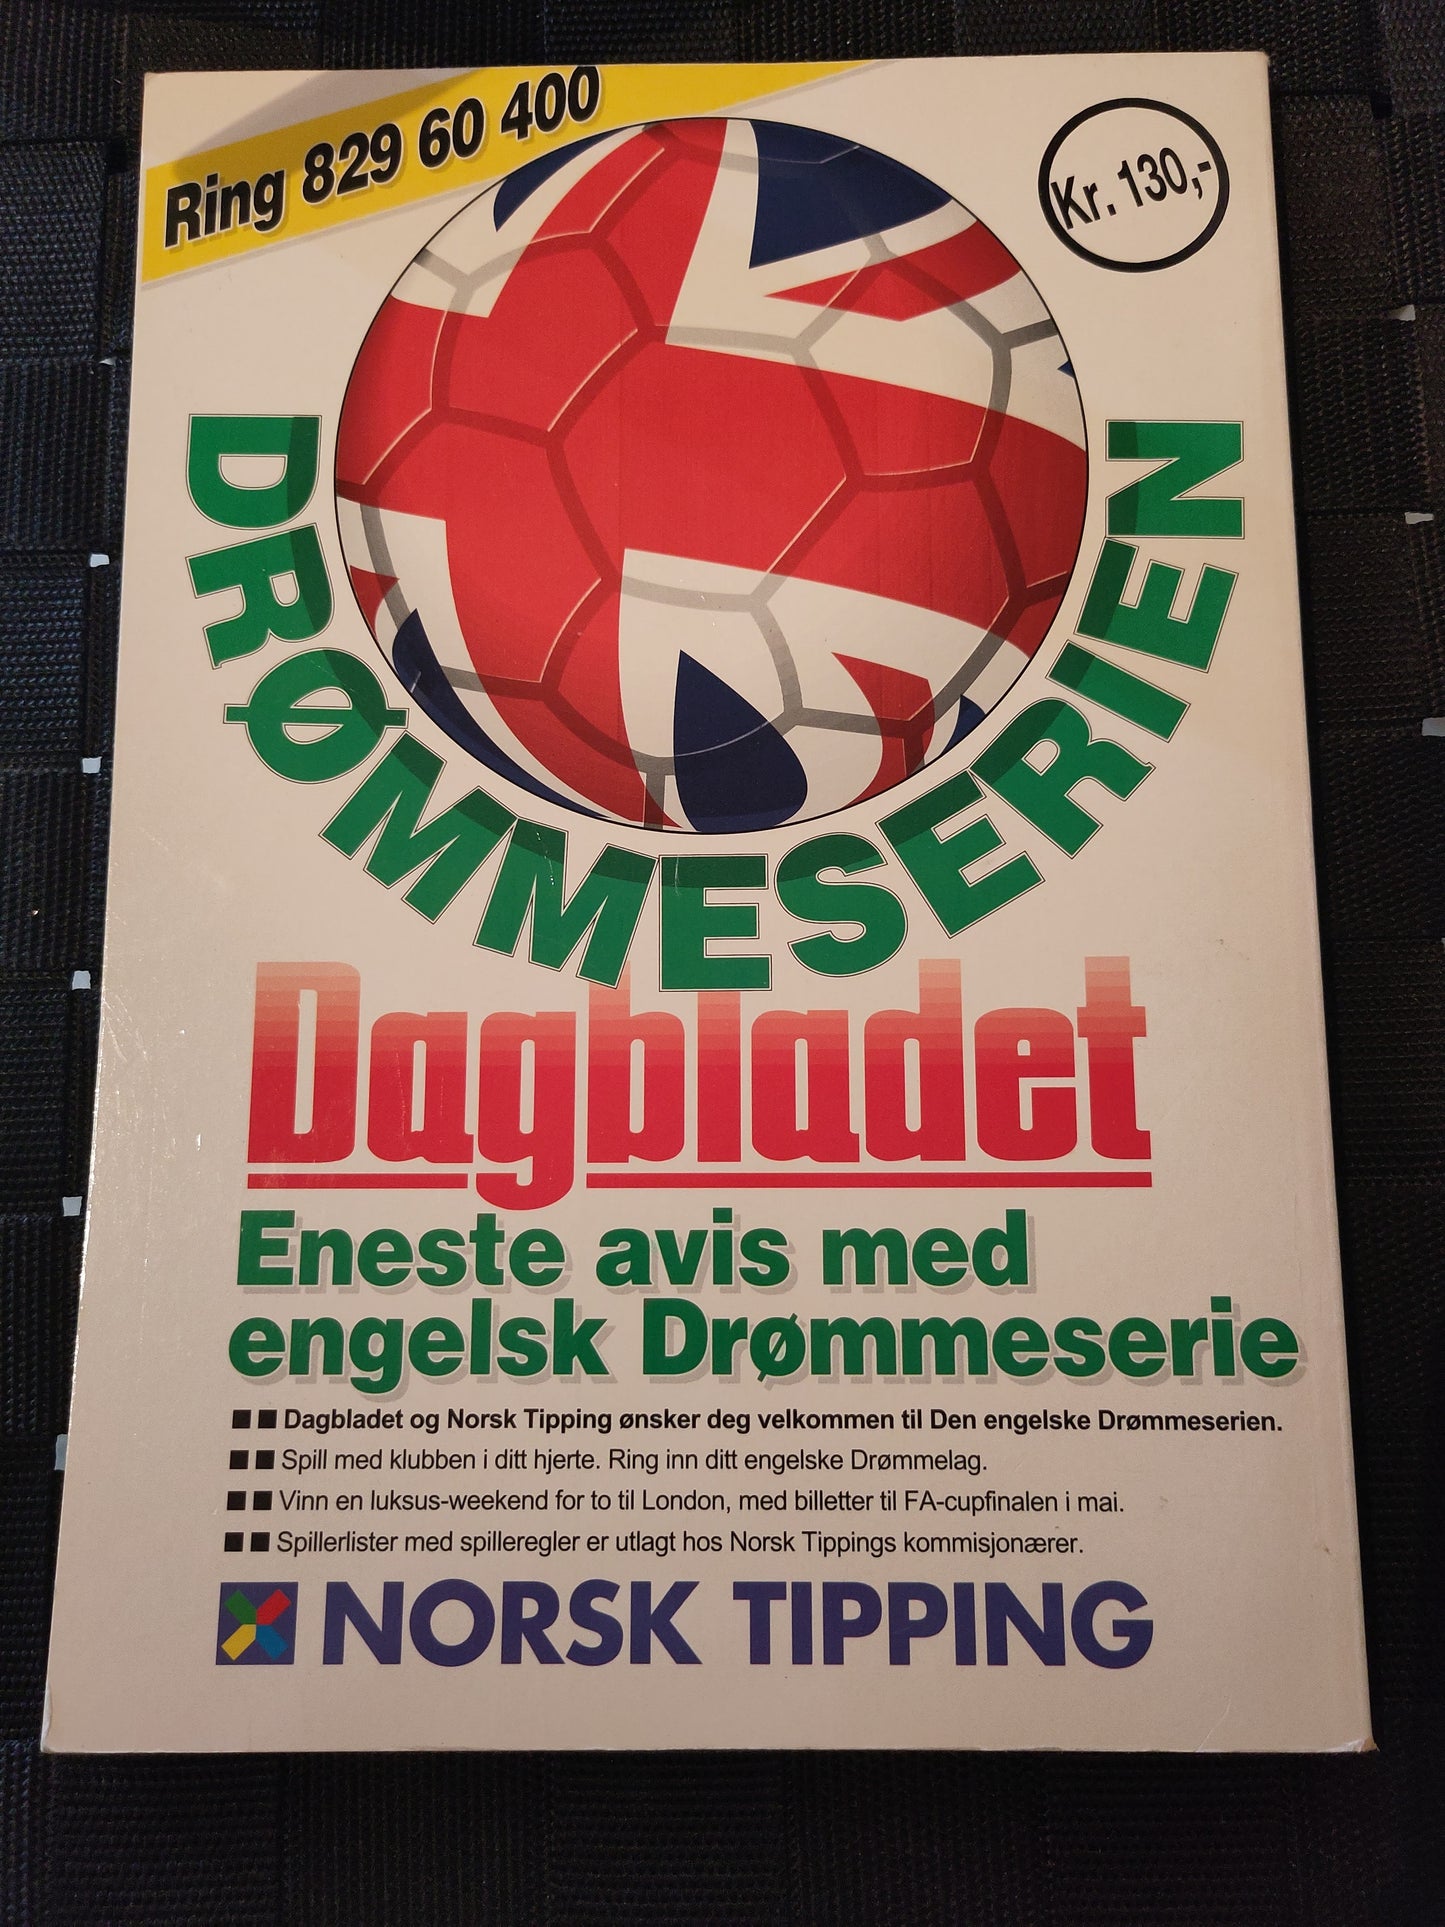 Ring 829 60 400
Kr. 130,-
DRØMMESERIEN
Dagbladet
Eneste avis med
engelsk Drømmeserie
■ ■ Dagbladet og Norsk Tipping ønsker deg velkommen til Den engelske Drømmeserien.
■ ■ Spill med klubben i ditt hjerte. Ring inn ditt engelske Drømmelag.
■ ■ Vinn en luksus-weekend for to til London, med billetter til FA-cupfinalen i mai.
■ ■ Spillerlister med spilleregler er utlagt hos Norsk Tippings kommisjonærer.
NORSK TIPPING